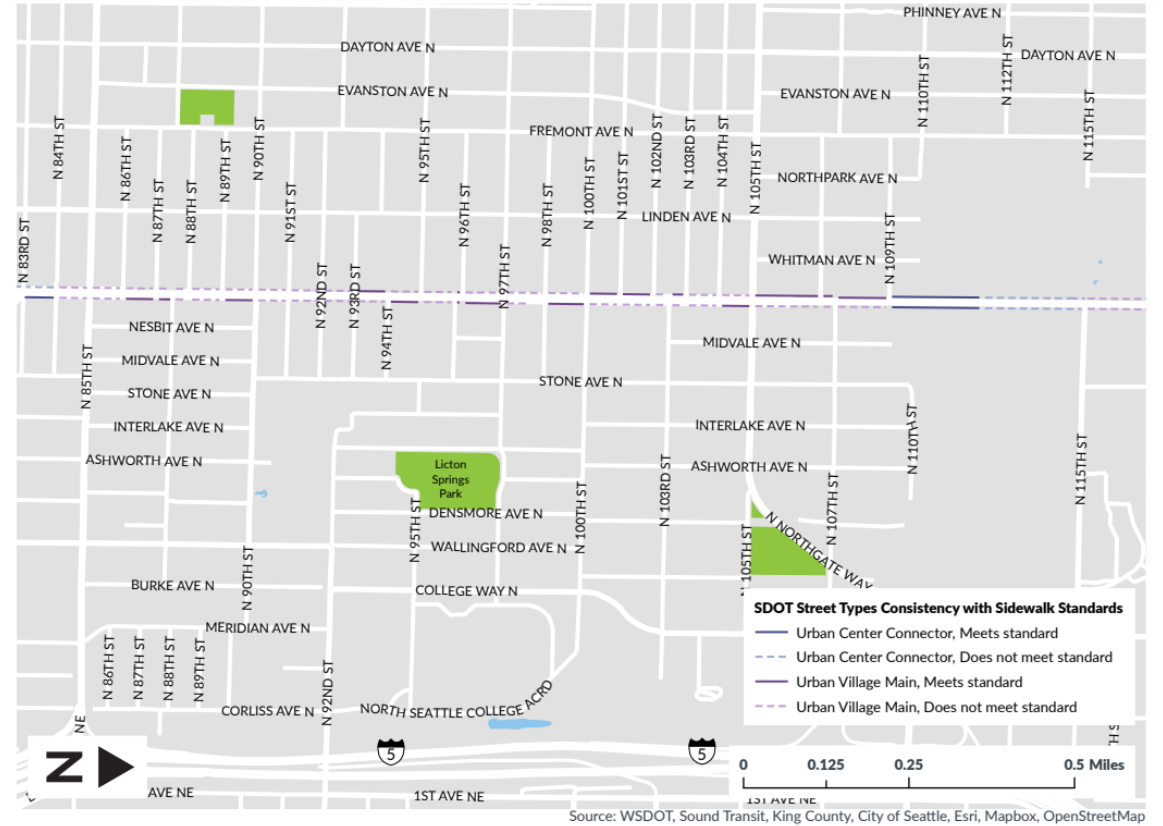 PHINNEY AVE N
DAYTON AVE N
DAYTON AVE N
EVANSTON AVE N
EVANSTON AVE N
N 110TH ST
N 112TH ST
N 115TH ST
FREMONT AVE N
N 84TH ST
N 86TH ST
N 87TH ST
N 88TH ST
N 89TH ST
N 90TH ST
N 91ST ST
N 95TH ST
N 96TH ST
N 98TH ST
N 100TH ST
N 101ST ST
N 102ND ST
N 103RD ST
N 104TH ST
N 105TH ST
NORTHPARK AVE N
LINDEN AVE N
N 109TH ST
WHITMAN AVE N
N 83RD ST
N 92ND ST
N 93RD ST
N 97TH ST
N 94TH ST
NESBIT AVE N
MIDVALE AVE N
MIDVALE AVE N
N 85TH ST
STONE AVE N
STONE AVE N
INTERLAKE AVE N
INTERLAKE AVE N
N 110TH ST
ASHWORTH AVE N
ASHWORTH AVE N
N 115TH ST
Licton
Springs
Park
N 95TH ST
DENSMORE AVE N
N 100TH ST
N 103RD ST
N 107TH ST
N NORTHGATE WAY
105TH ST
WALLINGFORD AVE N
N 90TH ST
BURKE AVE N
COLLEGE WAY N
MERIDIAN AVE N
N 86TH ST
N 87TH ST
N 88TH ST
N 89TH ST
N 92ND ST
CORLISS AVE N
NORTH SEATTLE COLLEGE ACRD
SDOT Street Types Consistency with Sidewalk Standards
Urban Center Connector, Meets standard
Urban Center Connector, Does not meet standard
Urban Village Main, Meets standard
Urban Village Main, Does not meet standard
NE
N
5
5
0 0.125 0.25 0.5 Miles
AVE NE
1ST AVE NE
1ST AVE NE
Source: WSDOT, Sound Transit, King County, City of Seattle, Esri, Mapbox, OpenStreetMap